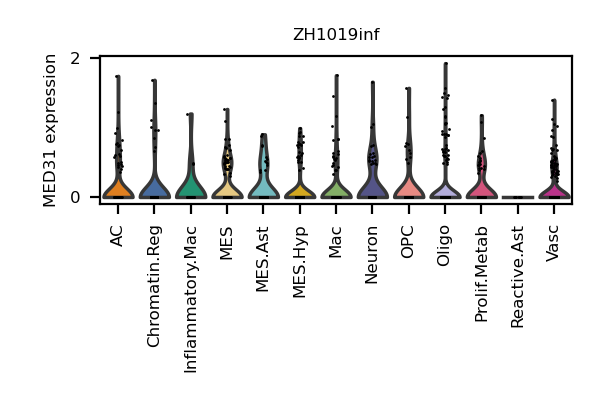 ZH1019inf
MED31 expression
2
0
AC
Chromatin.Reg
Inflammatory.Mac
MES
MES.Ast
MES.Hyp
Mac
Neuron
OPC
Oligo
Prolif.Metab
Reactive.Ast
Vasc